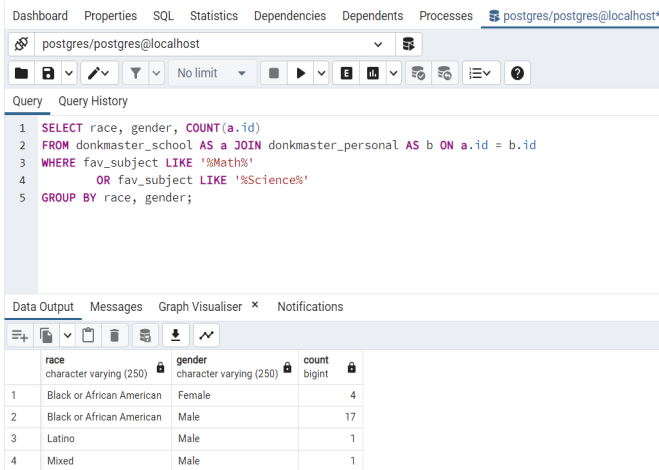 Dashboard Properties SQL Statistics Dependencies Dependents Processes postgres/postgres@localhost*
postgres/postgres@localhost
No limit
E
Query Query History
1 SELECT race, gender, COUNT(a.id)
2 FROM donkmaster_school AS a JOIN donkmaster_personal AS b ON a.id = b.id
3 WHERE fav_subject LIKE '%Math%'
4 OR fav_subject LIKE '%Science%'
5 GROUP BY race, gender;
Data Output Messages Graph Visualiser × Notifications
race gender count
character varying (250) character varying (250) bigint
1 Black or African American Female 4
2 Black or African American Male 17
3 Latino Male 1
4 Mixed Male 1